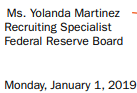 Ms. Yolanda Martinez
Recruiting Specialist
Federal Reserve Board
Monday, January 1, 2019